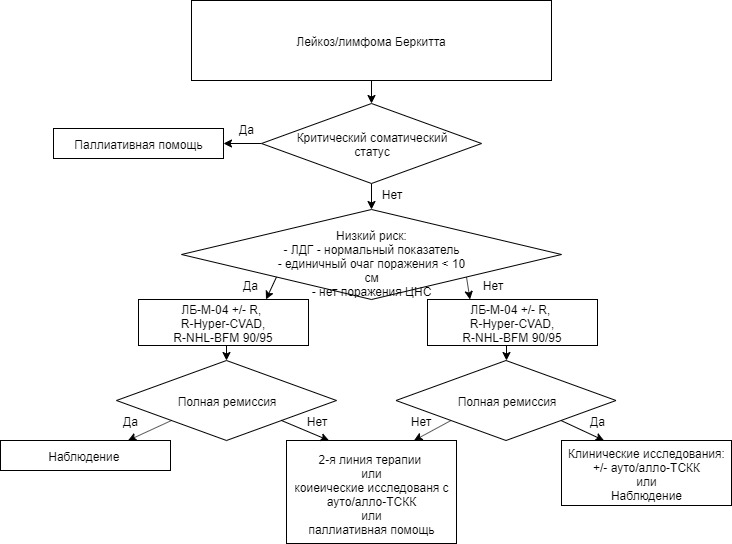 Лейкоз/лимфома Беркитта
Да
Критический соматический
статус
Паллиативная помощь
Нет
Низкий риск:
- ЛДГ - нормальный показатель
- единичный очаг поражения < 10
см
- нет поражения ЦНС
Да
Нет
ЛБ-М-04 +/- R,
R-Hyper-CVAD,
R-NHL-BFM 90/95
ЛБ-М-04 +/- R,
R-Hyper-CVAD,
R-NHL-BFM 90/95
Полная ремиссия
Полная ремиссия
Да
Нет
Нет
Да
Наблюдение
2-я линия терапии
или
коиеические исследованя с
ауто/алло-ТСКК
или
паллиативная помощь
Клинические исследования:
+/- ауто/алло-ТСКК
или
Наблюдение